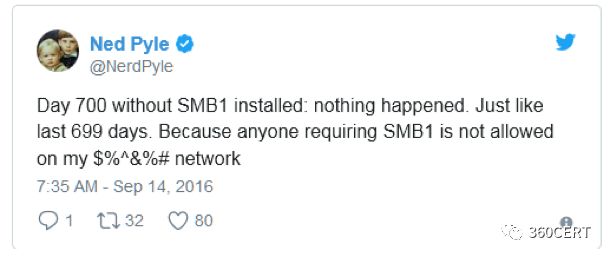 Ned Pyle
@NerdPyle
Day 700 without SMB1 installed: nothing happened. Just like
last 699 days. Because anyone requiring SMB1 is not allowed
on my $%^&%# network
7:35 AM - Sep 14, 2016
1 32 80
360CERT